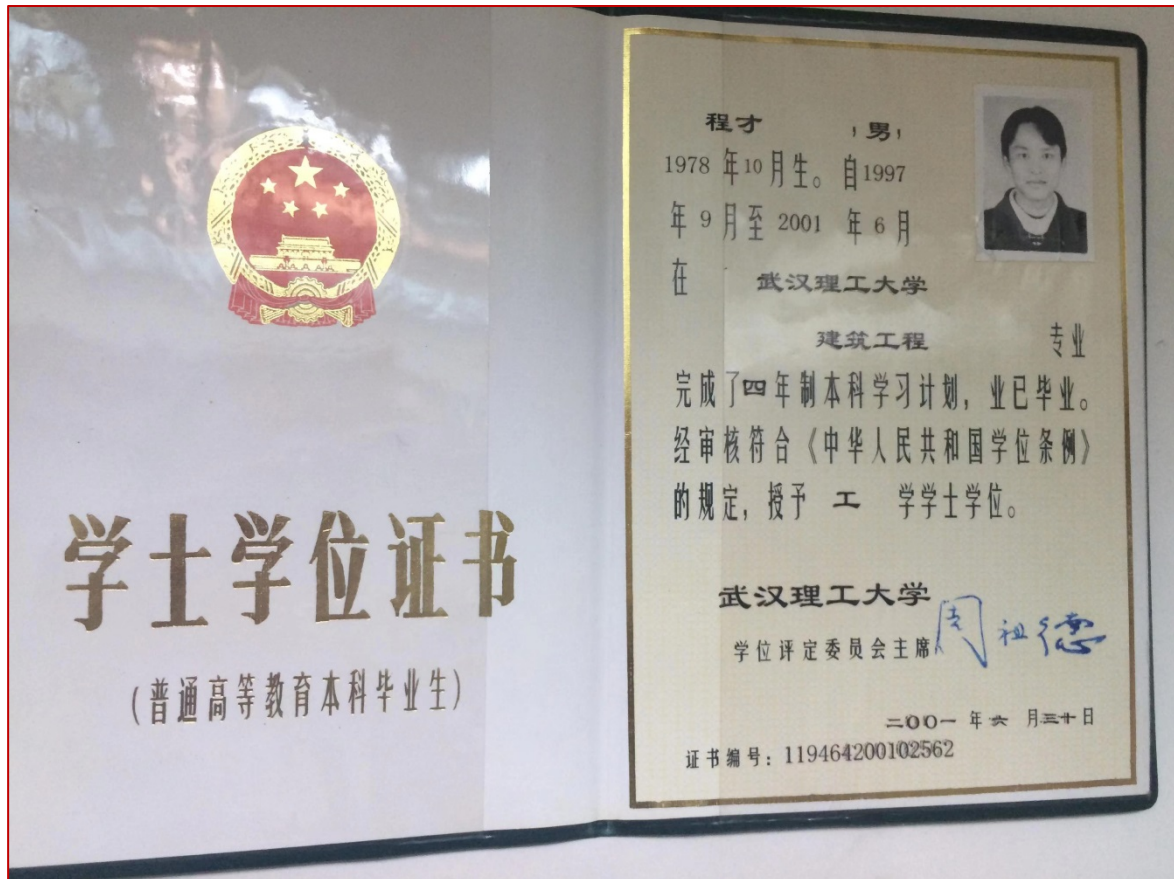 学士学位证书
(普通高等教育本科毕业生)
程才 ，男，
1978 年10 月生。自1997
年 9 月至 2001 年 6 月
在 武汉理工大学
建筑工程 专业
完成了四年制本科学习计划，业已毕业。
经审核符合《中华人民共和国学位条例》
的规定，授予 工 学学士学位。
武汉理工大学
学位评定委员会主席 周祖德
二00一 年 六 月三十日
证书编号：119464200102562